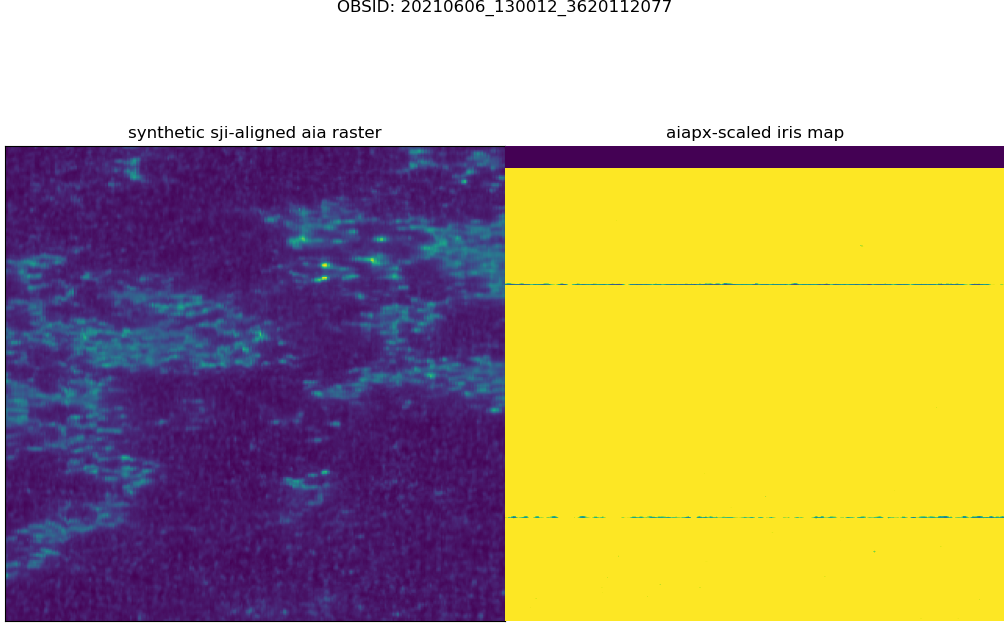 OBSID: 20210606_130012_3620112077
synthetic sji-aligned aia raster
aiapx-scaled iris map